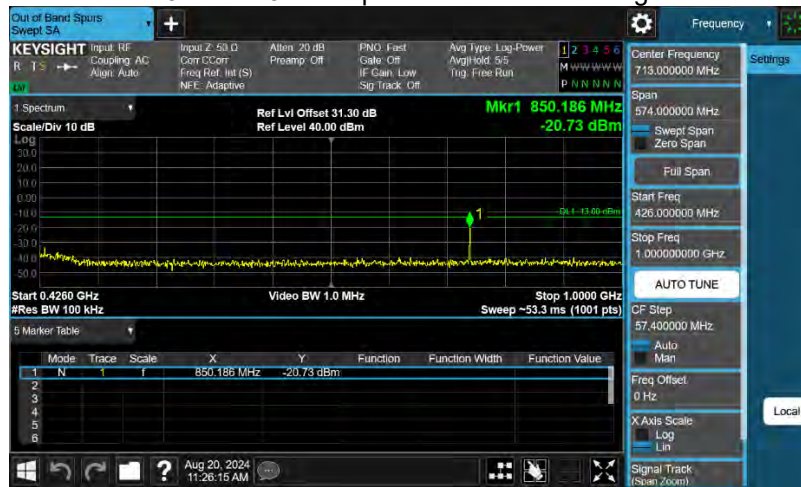 Out of Band Spurs
Swept SA
Frequency
KEYSIGHT
R T S
LXI
Input: RF
Coupling: AC
Align: Auto
Input Z: 50 Ω
Corr CCorr
Freq Ref: Int (S)
NFE: Adaptive
Atten: 20 dB
Preamp: Off
PNO: Fast
Gate: Off
IF Gain: Low
Sig Track: Off
Avg Type: Log-Power
Avg|Hold: 5/5
Trig: Free Run
1 2 3 4 5 6
M W W W W W
P N N N N N
1 Spectrum
Scale/Div 10 dB
Ref Lvl Offset 31.30 dB
Ref Level 40.00 dBm
Mkr1 850.186 MHz
-20.73 dBm
Log
30.0
20.0
10.0
0.00
-10.0
-20.0
-30.0
-40.0
-50.0
1
DL1 -13.00 dBm
Start 0.4260 GHz
#Res BW 100 kHz
Video BW 1.0 MHz
Stop 1.0000 GHz
Sweep ~53.3 ms (1001 pts)
5 Marker Table
Mode Trace Scale X Y Function Function Width Function Value
1 N 1 f 850.186 MHz -20.73 dBm
2
3
4
5
6
Center Frequency
713.000000 MHz
Span
574.000000 MHz
Swept Span
Zero Span
Full Span
Start Freq
426.000000 MHz
Stop Freq
1.000000000 GHz
AUTO TUNE
CF Step
57.400000 MHz
Auto
Man
Freq Offset
0 Hz
X Axis Scale
Log
Lin
Signal Track
(Span Zoom)
Settings
Local
?
Aug 20, 2024
11:26:15 AM